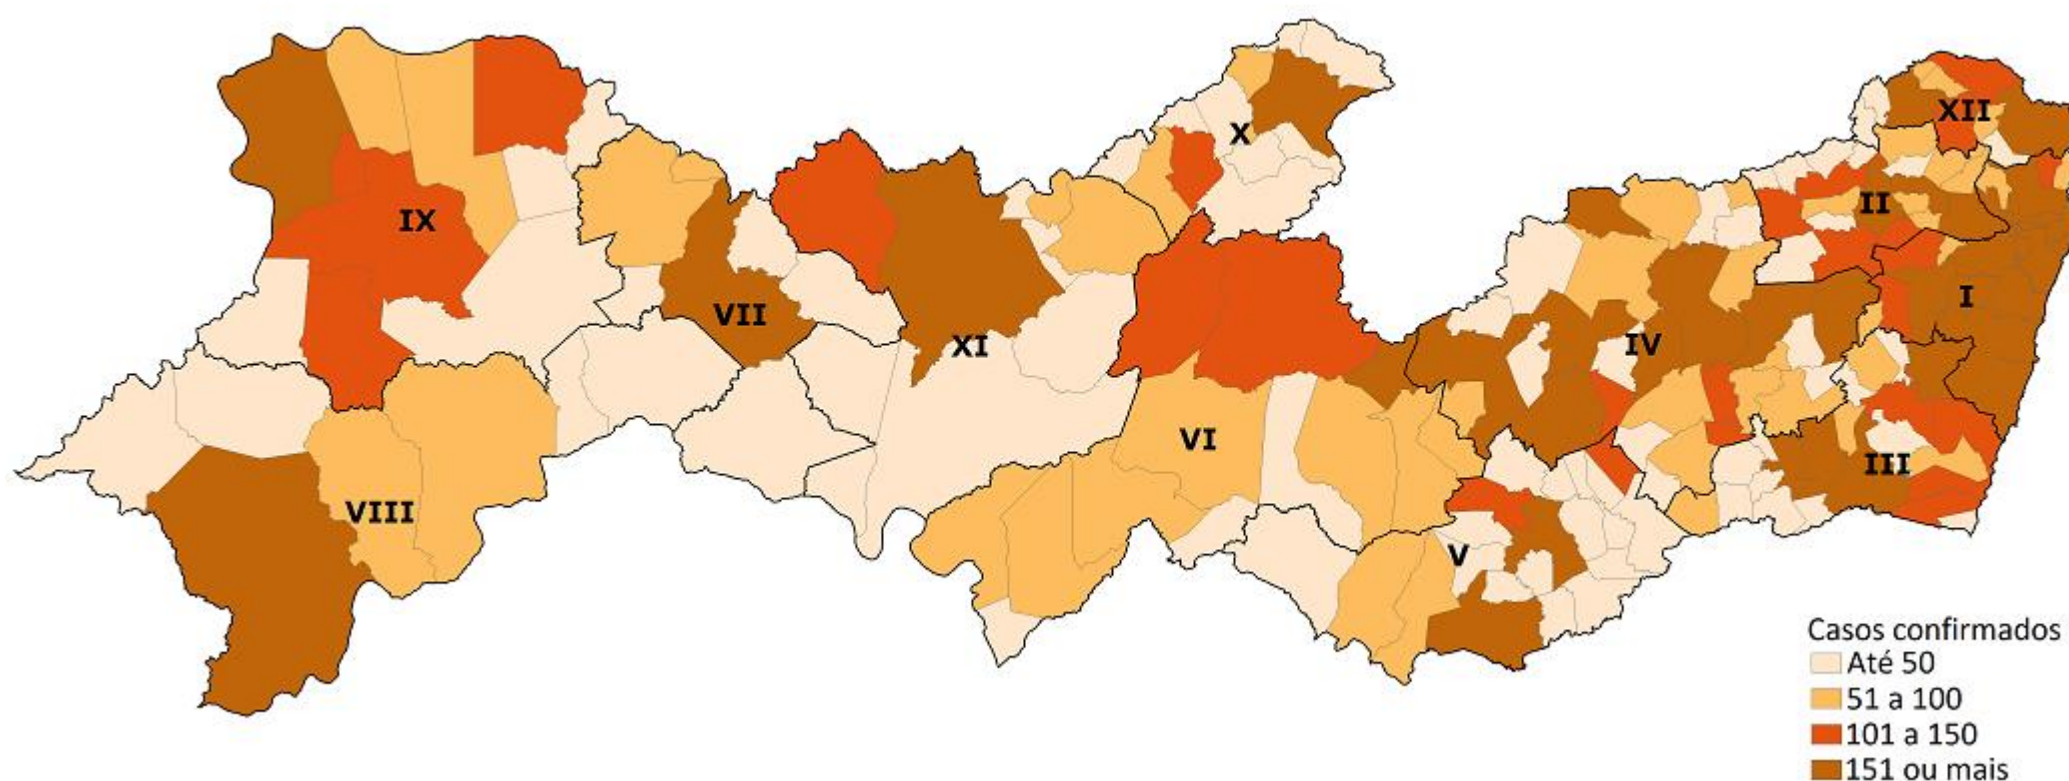 X
XII
II
IX
I
VII
XI
IV
VI
III
VIII
V
Casos confirmados
Até 50
51 a 100
101 a 150
151 ou mais